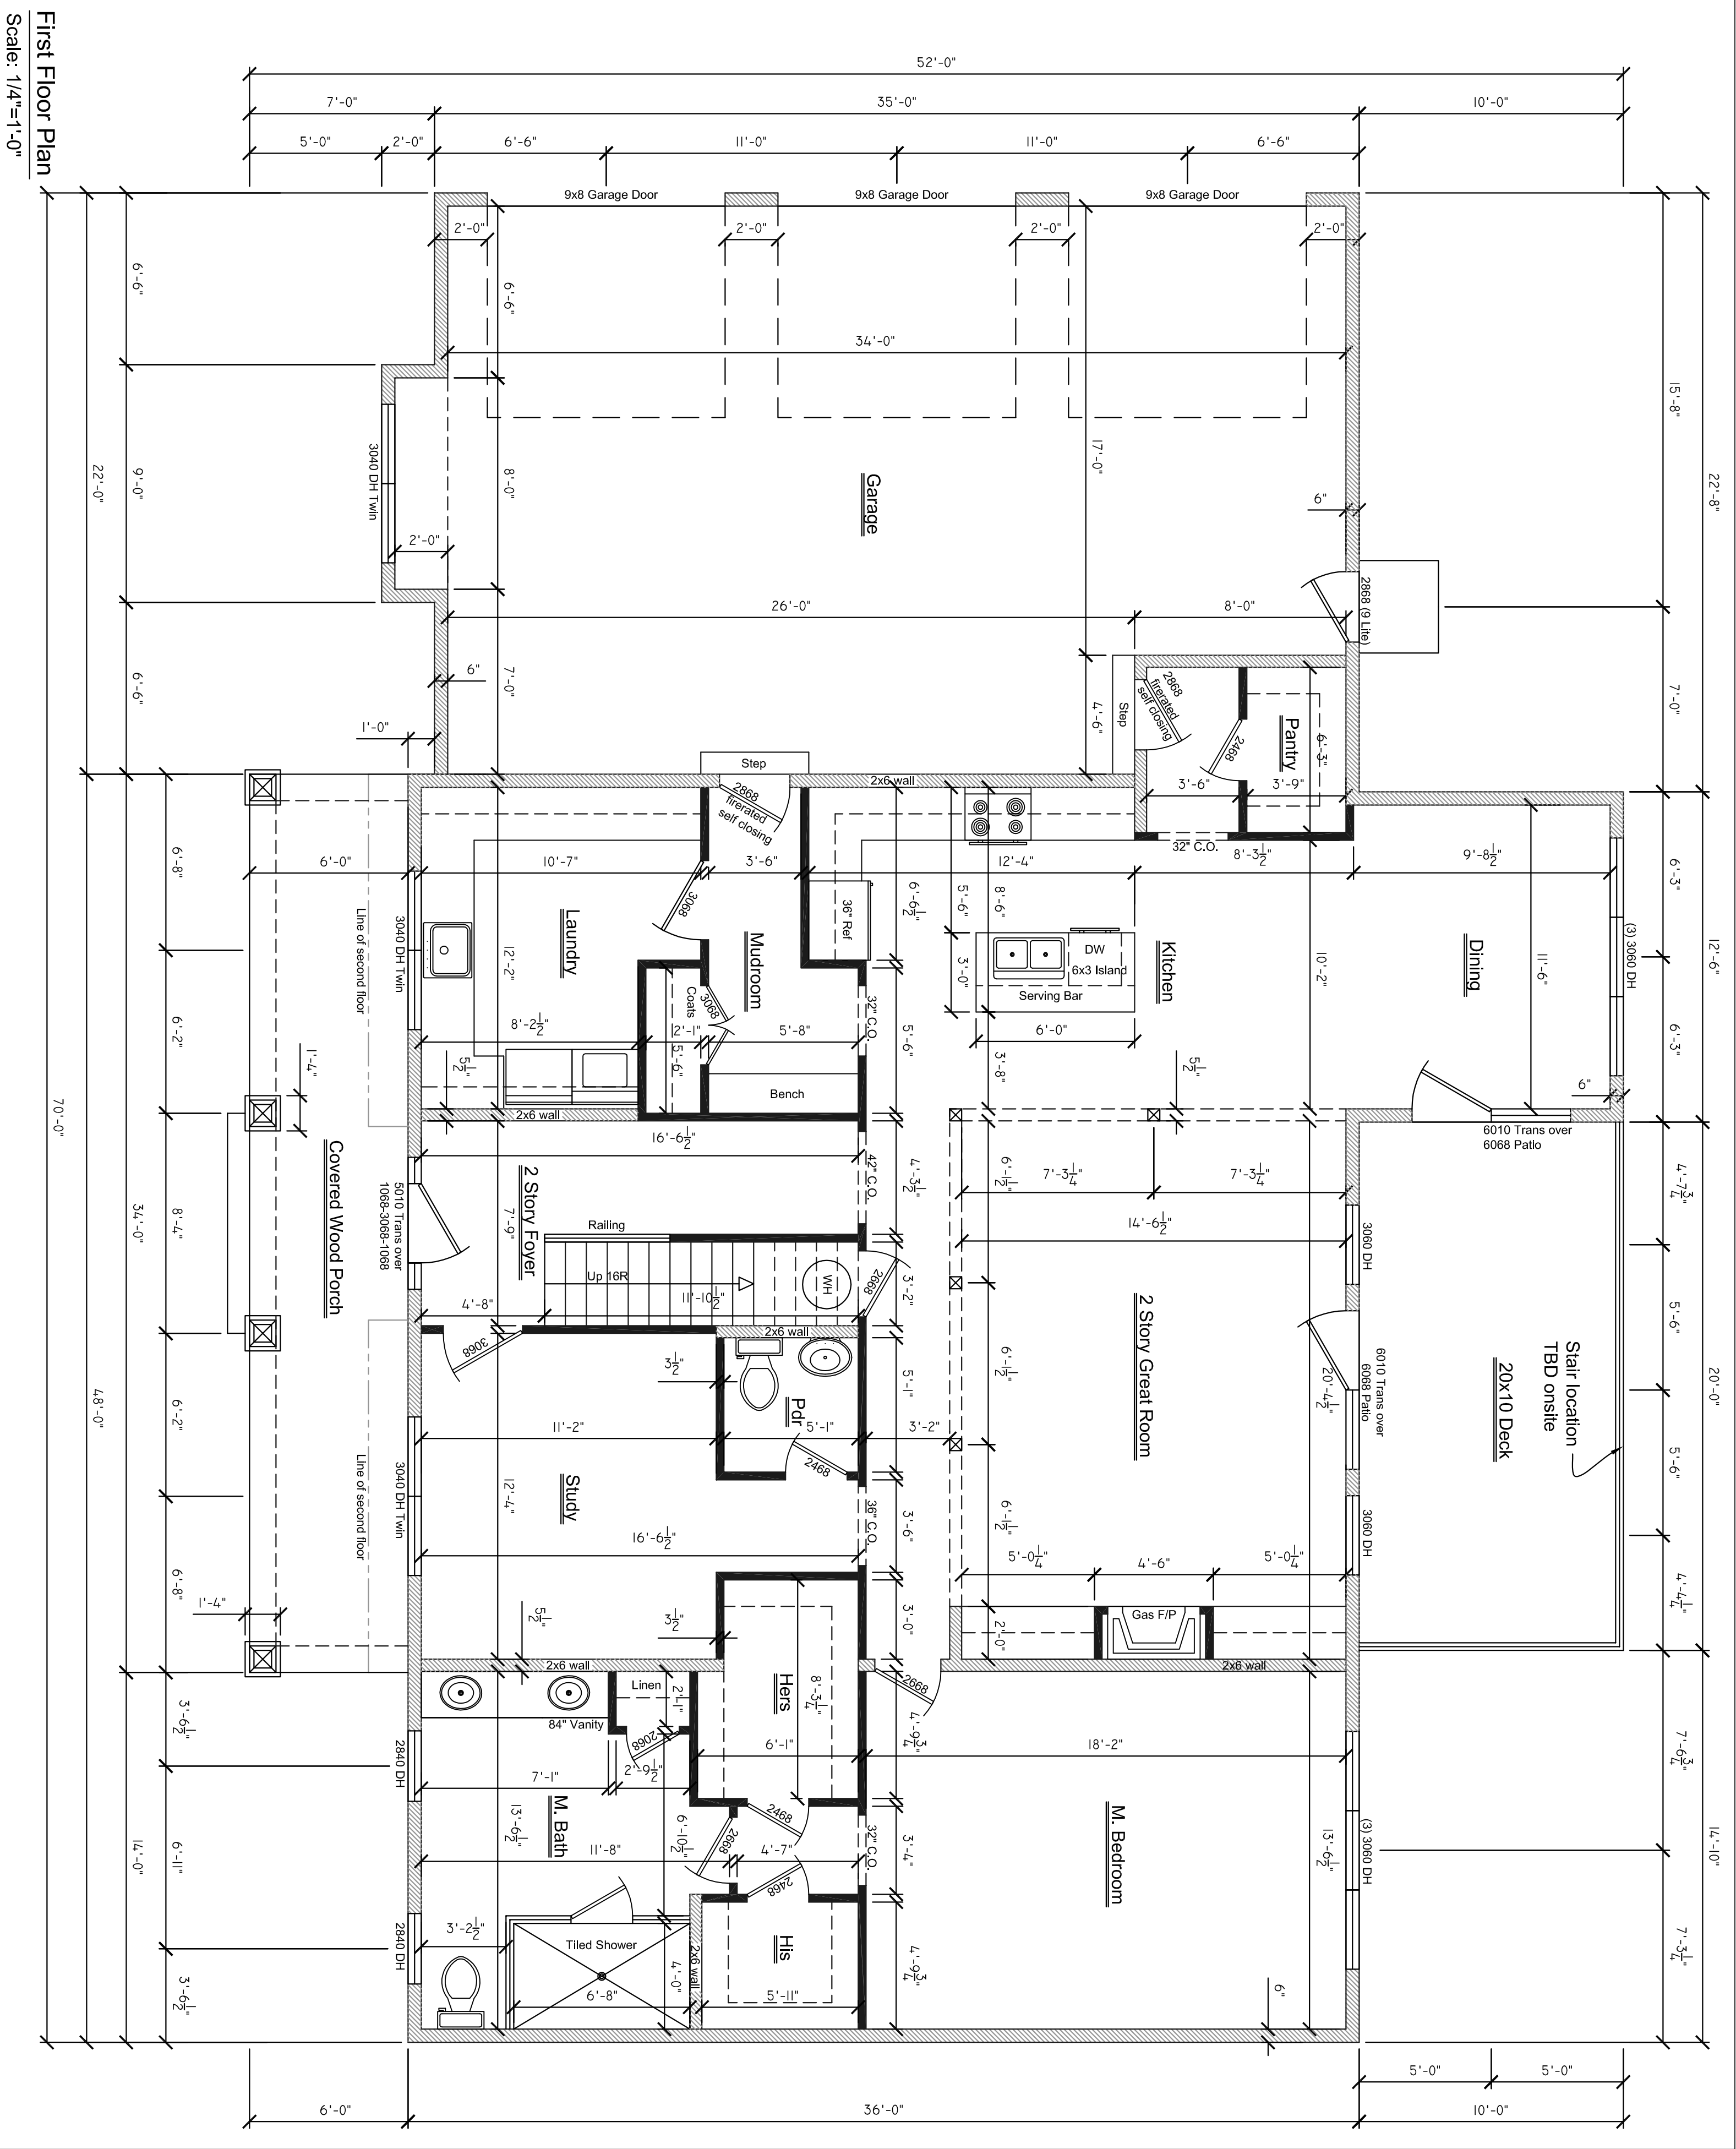 First Floor Plan
Scale: 1/4"=1'-0"
52'-0"
7'-0"
35'-0"
10'-0"
5'-0"
2'-0"
6'-6"
11'-0"
11'-0"
6'-6"
9x8 Garage Door
9x8 Garage Door
9x8 Garage Door
2'-0"
2'-0"
2'-0"
2'-0"
6'-6"
6'-6"
34'-0"
15'-8"
22'-8"
17'-0"
Garage
3040 DH Twin
8'-0"
9'-0"
22'-0"
6"
2'-0"
2868 (9 Lite)
26'-0"
8'-0"
6"
7'-0"
6'-6"
7'-0"
1'-0"
Step
4'-6"
2868
firerated
self closing
2468
Pantry
6'-3"
3'-6"
3'-9"
Step
2x6 wall
2868
firerated
self closing
32" C.O.
8'-3 1/2"
9'-8 1/2"
6'-0"
10'-7"
3'-6"
12'-4"
6'-8"
6'-3"
12'-6"
(3) 3060 DH
Line of second floor
3040 DH Twin
Laundry
12'-2"
3068
Mudroom
36" Ref
6'-6 1/2"
5'-6"
8'-6"
3'-0"
DW
6x3 Island
Serving Bar
Kitchen
10'-2"
Dining
11'-6"
6'-0"
8'-2 1/2"
2'-1"
5'-8"
Coats
3068
5'-6"
32" C.O.
5'-6"
3'-8"
6'-2"
6'-3"
1'-4"
5 1/2"
5 1/2"
Bench
6"
2x6 wall
6010 Trans over
6068 Patio
16'-6 1/2"
42" C.O.
4'-3 1/2"
6'-1 1/2"
7'-3 1/4"
7'-3 1/4"
4'-7 3/4"
70'-0"
34'-0"
8'-4"
Covered Wood Porch
5010 Trans over
1068-3068-1068
2 Story Foyer
7'-9"
Railing
Up 16R
11'-10 1/2"
WH
2668
3'-2"
14'-6 1/2"
3060 DH
4'-8"
3068
2x6 wall
3 1/2"
5'-1"
6'-1 1/2"
2 Story Great Room
20'-4 1/2"
6010 Trans over
6068 Patio
5'-6"
20'-0"
Stair location
TBD onsite
20x10 Deck
Pdr
11'-2"
5'-1"
3'-2"
2468
48'-0"
6'-2"
5'-6"
Line of second floor
3040 DH Twin
12'-4"
Study
16'-6 1/2"
36" C.O.
3'-6"
6'-1 1/2"
3060 DH
5'-0 1/4"
4'-6"
5'-0 1/4"
6'-8"
1'-4"
5 1/2"
3 1/2"
3'-0"
2'-0"
Gas F/P
4'-4 1/4"
2x6 wall
2x6 wall
2668
Linen
2'-1"
Hers
8'-3 1/4"
4'-9 3/4"
84" Vanity
2068
3'-6 1/2"
6'-1"
18'-2"
7'-6 3/4"
2840 DH
7'-1"
2'-9 1/2"
M. Bath
13'-6 1/2"
6'-10 1/2"
2468
2668
32" C.O.
3'-4"
M. Bedroom
13'-6 1/2"
(3) 3060 DH
14'-10"
14'-0"
6'-11"
11'-8"
4'-7"
2468
3'-2 1/2"
Tiled Shower
4'-0"
2x6 wall
His
4'-9 3/4"
7'-3 1/4"
2840 DH
3'-6 1/2"
6'-8"
5'-11"
6"
5'-0"
5'-0"
6'-0"
36'-0"
10'-0"